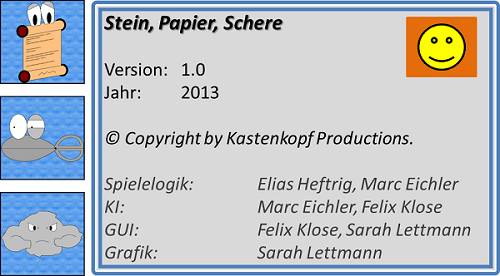 Stein, Papier, Schere
Version: 1.0
Jahr: 2013
© Copyright by Kastenkopf Productions.
Spielelogik: Elias Heftrig, Marc Eichler
KI: Marc Eichler, Felix Klose
GUI: Felix Klose, Sarah Lettmann
Grafik: Sarah Lettmann